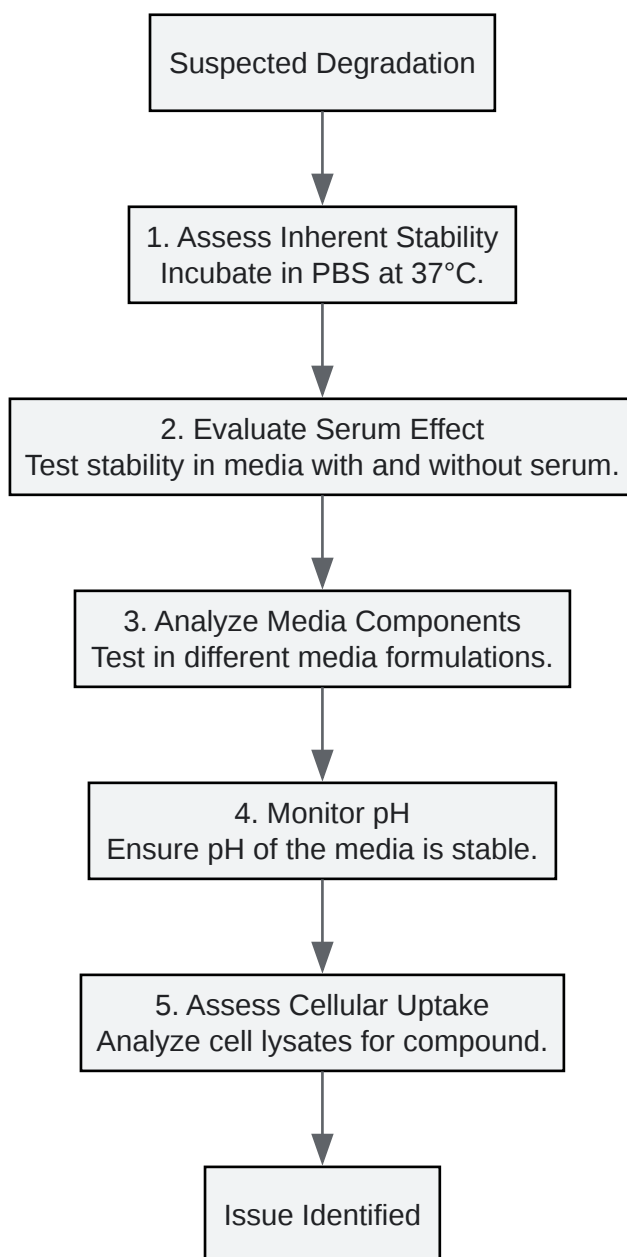 Suspected Degradation
1. Assess Inherent Stability
Incubate in PBS at 37°C.
2. Evaluate Serum Effect
Test stability in media with and without serum.
3. Analyze Media Components
Test in different media formulations.
4. Monitor pH
Ensure pH of the media is stable.
5. Assess Cellular Uptake
Analyze cell lysates for compound.
Issue Identified